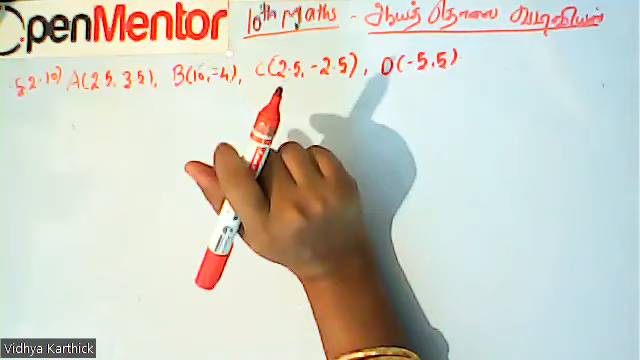 OpenMentor
10th Maths - ஆயத் தொலை வடிவியல்
எ.கா 2.10) A(2.5, 3.5), B(10, -4), C(2.5, -2.5), D(-5, 5)
Vidhya Karthick